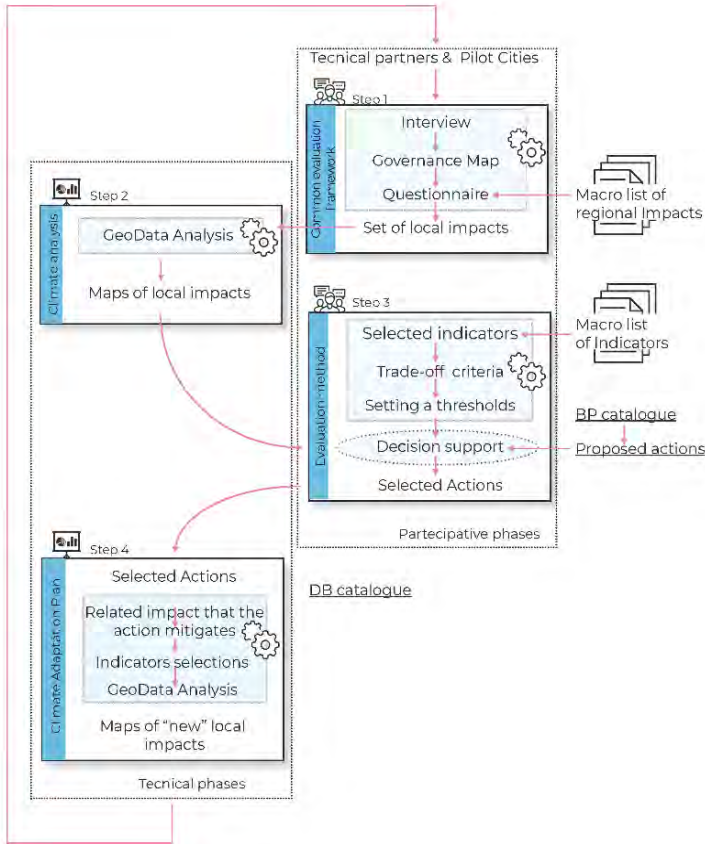 Tecnical partners & Pilot Cities
Step 1
Common evaluation
framework
Interview
Governance Map
Questionnaire
Set of local impacts
Macro list of
regional Impacts
Step 2
Climate analysis
GeoData Analysis
Maps of local impacts
Step 3
Evaluation-method
Selected indicators
Trade-off criteria
Setting a thresholds
Decision support
Selected Actions
Macro list
of Indicators
BP catalogue
Proposed actions
Partecipative phases
Step 4
Climate Adaptation Plan
Selected Actions
Related impact that the
action mitigates
Indicators selections
GeoData Analysis
Maps of “new” local
impacts
DB catalogue
Tecnical phases